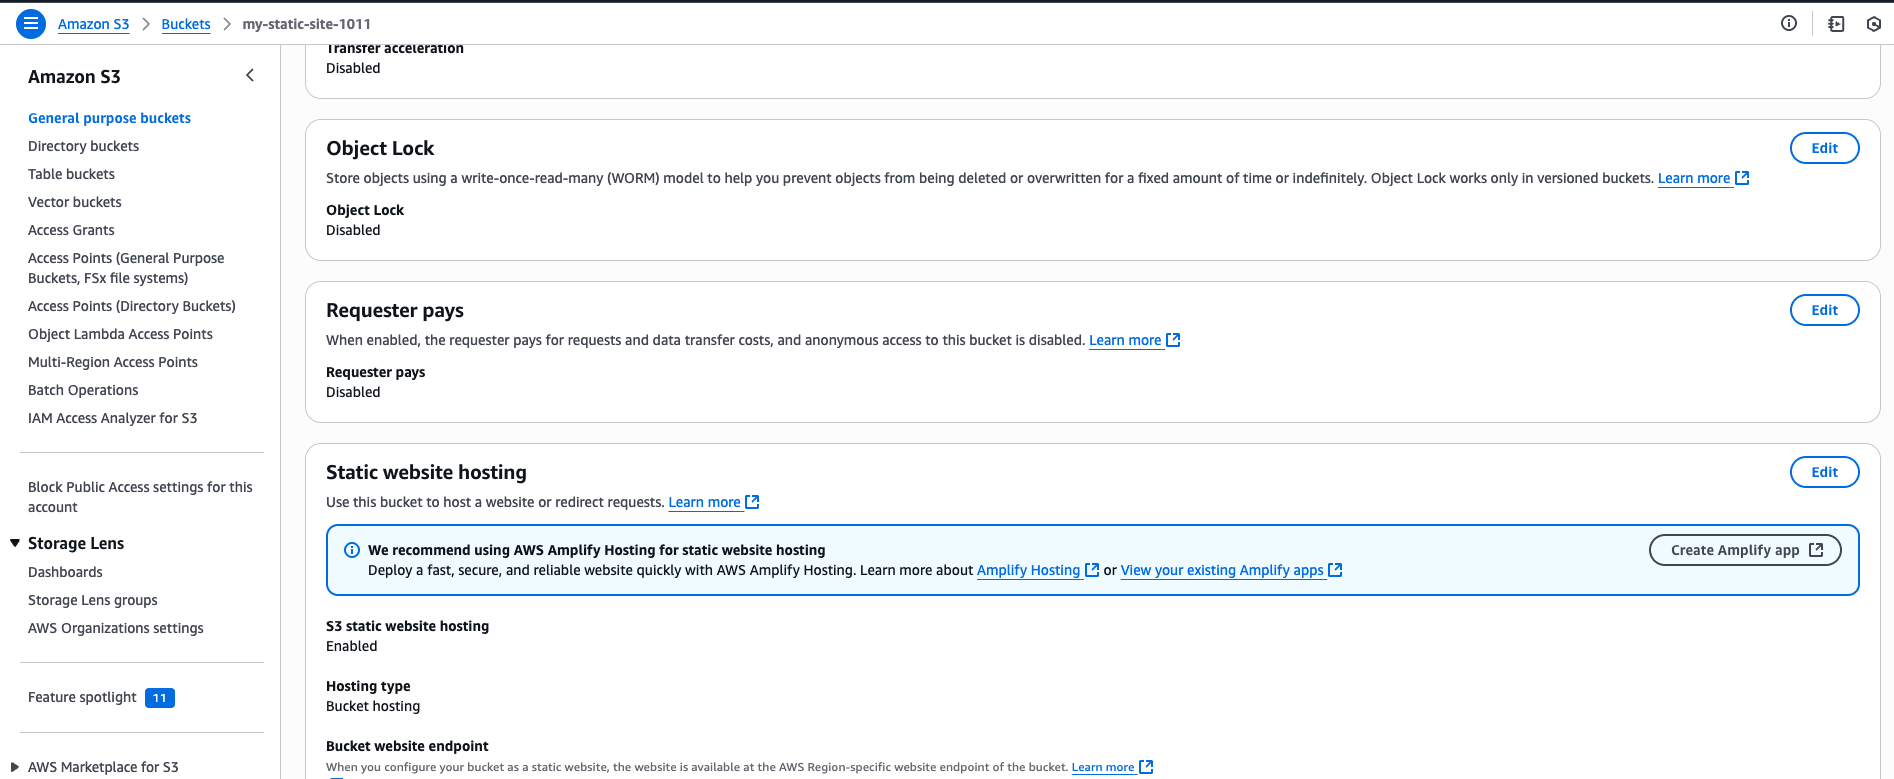 Amazon S3 > Buckets > my-static-site-1011
Amazon S3
General purpose buckets
Directory buckets
Table buckets
Vector buckets
Access Grants
Access Points (General Purpose
Buckets, FSx file systems)
Access Points (Directory Buckets)
Object Lambda Access Points
Multi-Region Access Points
Batch Operations
IAM Access Analyzer for S3
Block Public Access settings for this
account
Storage Lens
Dashboards
Storage Lens groups
AWS Organizations settings
Feature spotlight 11
AWS Marketplace for S3
Transfer acceleration
Disabled
Object Lock
Edit
Store objects using a write-once-read-many (WORM) model to help you prevent objects from being deleted or overwritten for a fixed amount of time or indefinitely. Object Lock works only in versioned buckets. Learn more
Object Lock
Disabled
Requester pays
Edit
When enabled, the requester pays for requests and data transfer costs, and anonymous access to this bucket is disabled. Learn more
Requester pays
Disabled
Static website hosting
Edit
Use this bucket to host a website or redirect requests. Learn more
We recommend using AWS Amplify Hosting for static website hosting
Deploy a fast, secure, and reliable website quickly with AWS Amplify Hosting. Learn more about Amplify Hosting or View your existing Amplify apps
Create Amplify app
S3 static website hosting
Enabled
Hosting type
Bucket hosting
Bucket website endpoint
When you configure your bucket as a static website, the website is available at the AWS Region-specific website endpoint of the bucket. Learn more